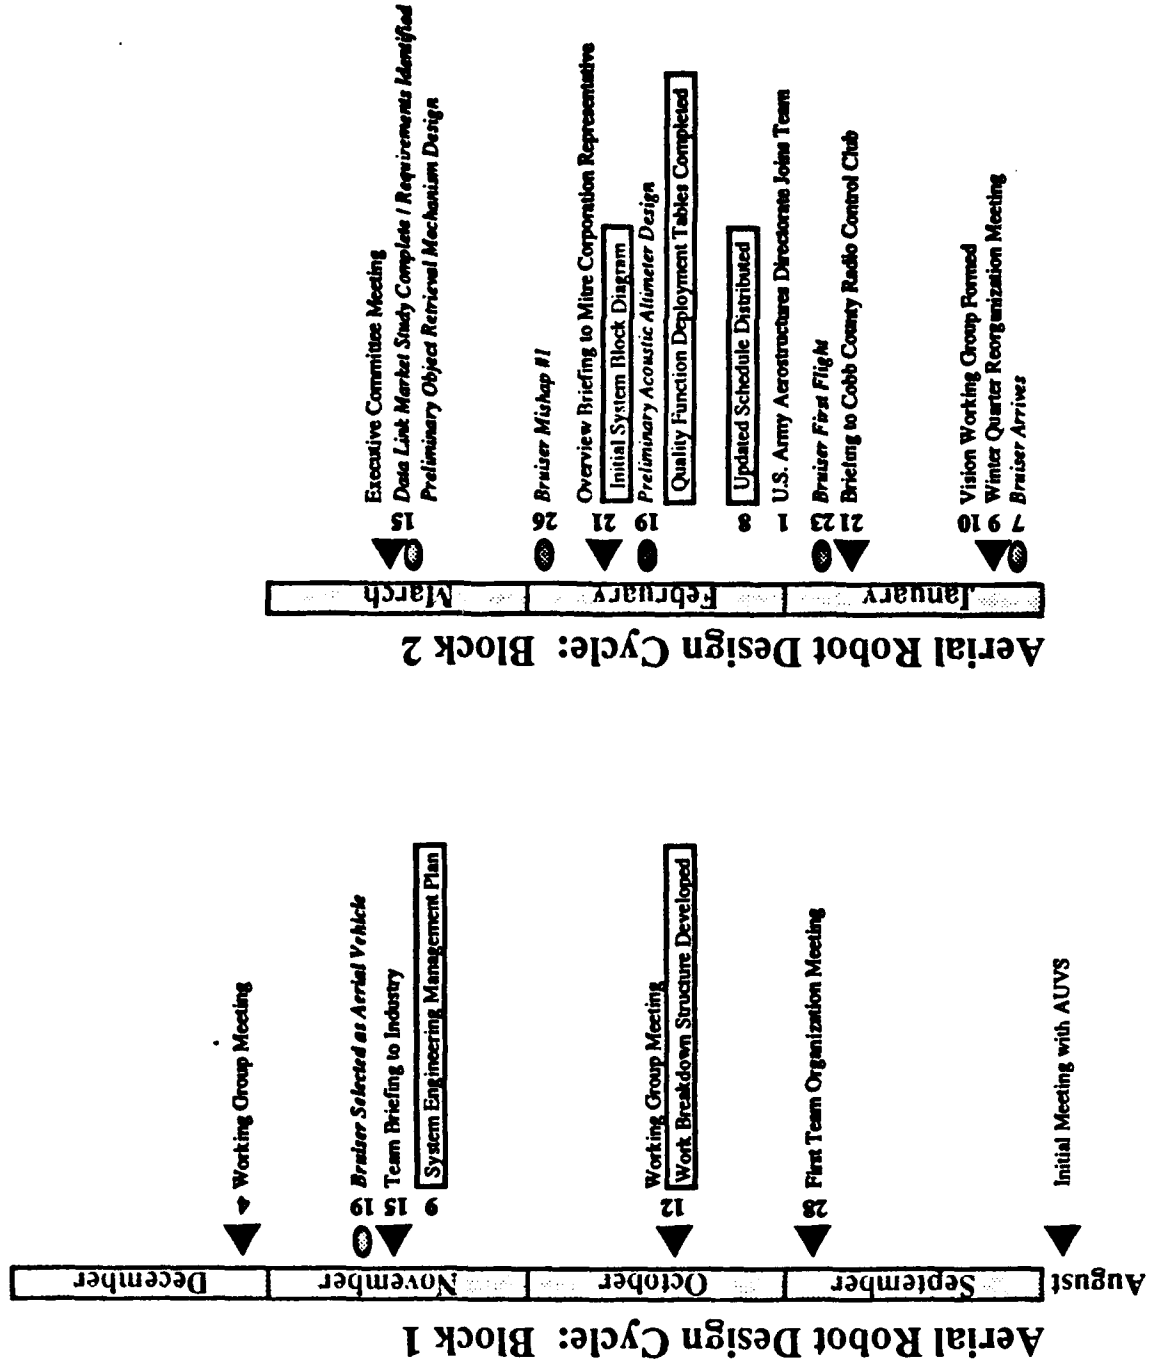 Aerial Robot Design Cycle: Block 1
August
September
October
November
December
Initial Meeting with AUVS
28 First Team Organization Meeting
12
Work Breakdown Structure Developed
Working Group Meeting
9 System Engineering Management Plan
15 Team Briefing to Industry
19 Bruiser Selected as Aerial Vehicle
4 Working Group Meeting
Aerial Robot Design Cycle: Block 2
January
February
March
7 Bruiser Arrives
9 Winter Quarter Reorganization Meeting
10 Vision Working Group Formed
21 Briefing to Cobb County Radio Control Club
23 Bruiser First Flight
1 U.S. Army Aerostructures Directorate Joins Team
8 Updated Schedule Distributed
Quality Function Deployment Tables Completed
19 Preliminary Acoustic Altimeter Design
21
Initial System Block Diagram
Overview Briefing to Mitre Corporation Representative
26 Bruiser Mishap #1
15
Preliminary Object Retrieval Mechanism Design
Data Link Market Study Complete / Requirements Identified
Executive Committee Meeting